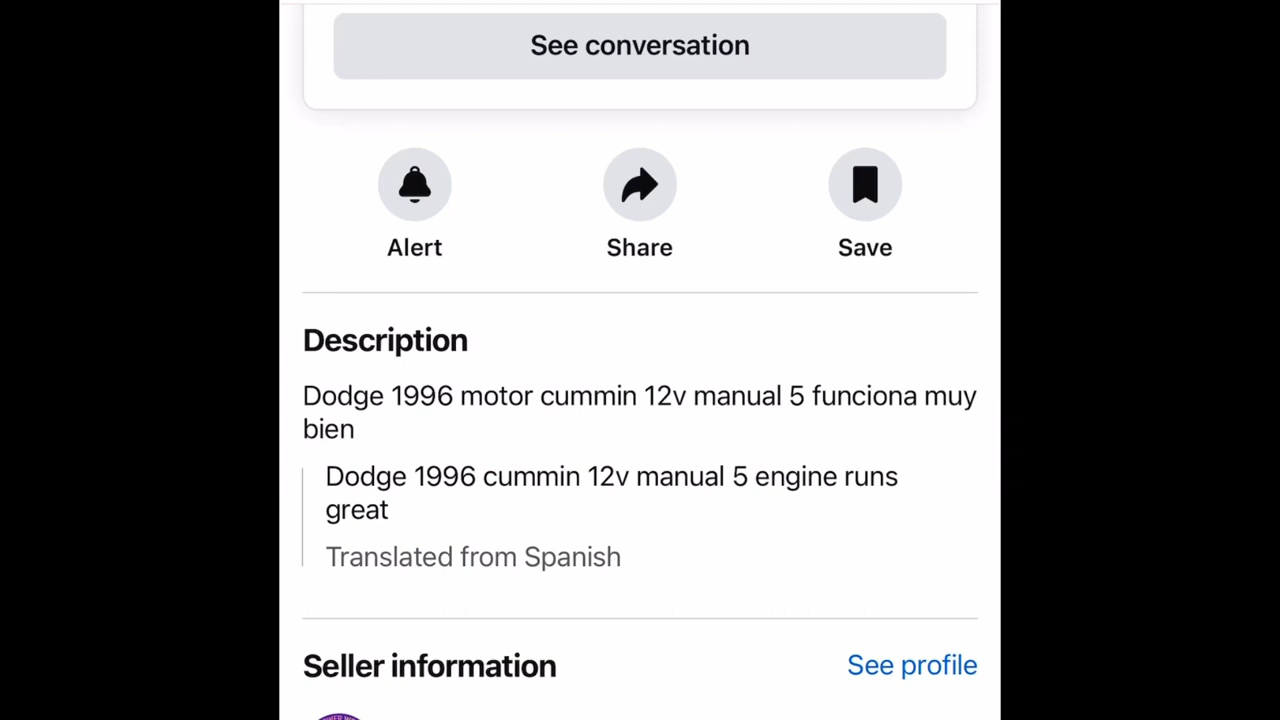 See conversation
Alert
Share
Save
Description
Dodge 1996 motor cummin 12v manual 5 funciona muy
bien
Dodge 1996 cummin 12v manual 5 engine runs
great
Translated from Spanish
Seller information
See profile